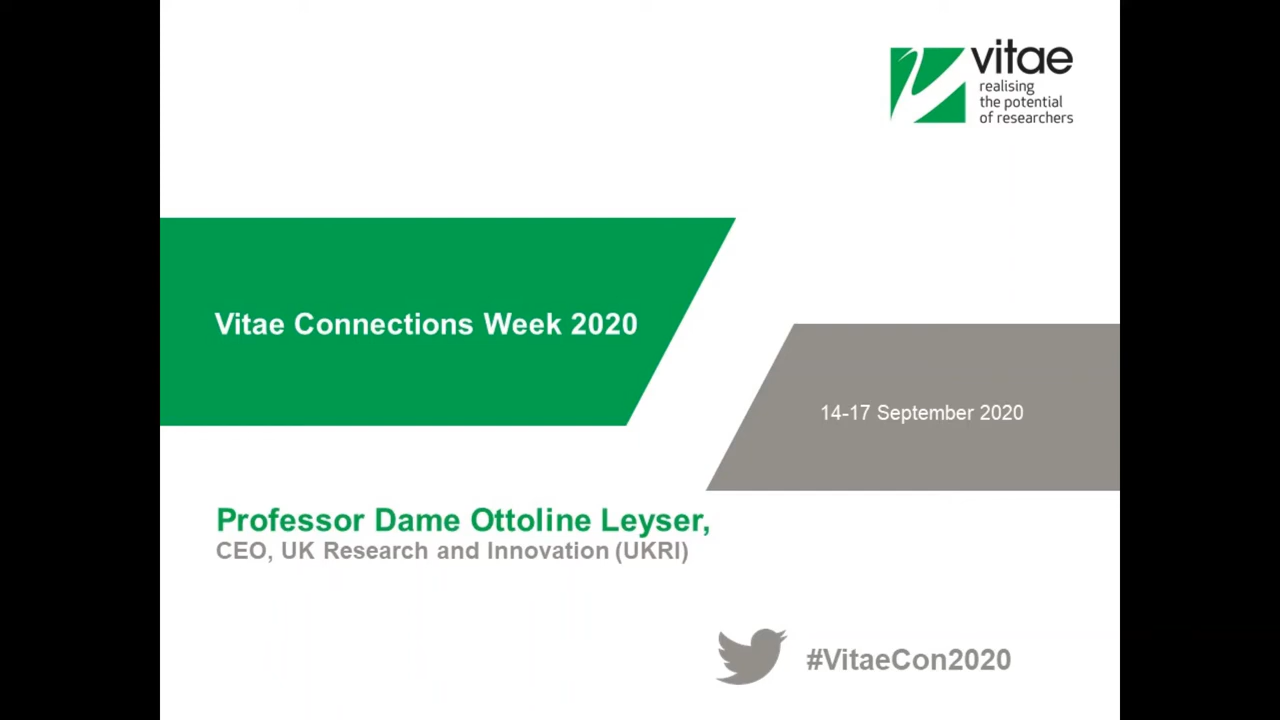 vitae
realising
the potential
of researchers
Vitae Connections Week 2020
14-17 September 2020
Professor Dame Ottoline Leyser,
CEO, UK Research and Innovation (UKRI)
#VitaeCon2020